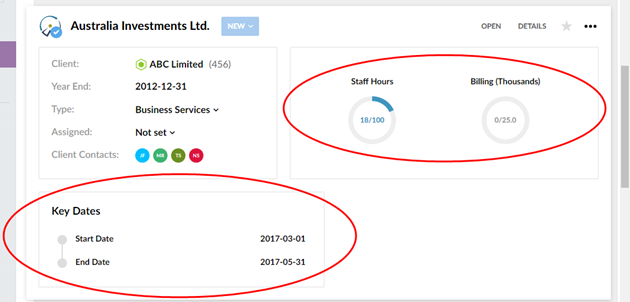 Australia Investments Ltd. NEW OPEN DETAILS
Client: ABC Limited (456)
Year End: 2012-12-31
Type: Business Services
Assigned: Not set
Client Contacts: JF MB TS NS
Staff Hours Billing (Thousands)
18/100 0/25.0
Key Dates
Start Date 2017-03-01
End Date 2017-05-31